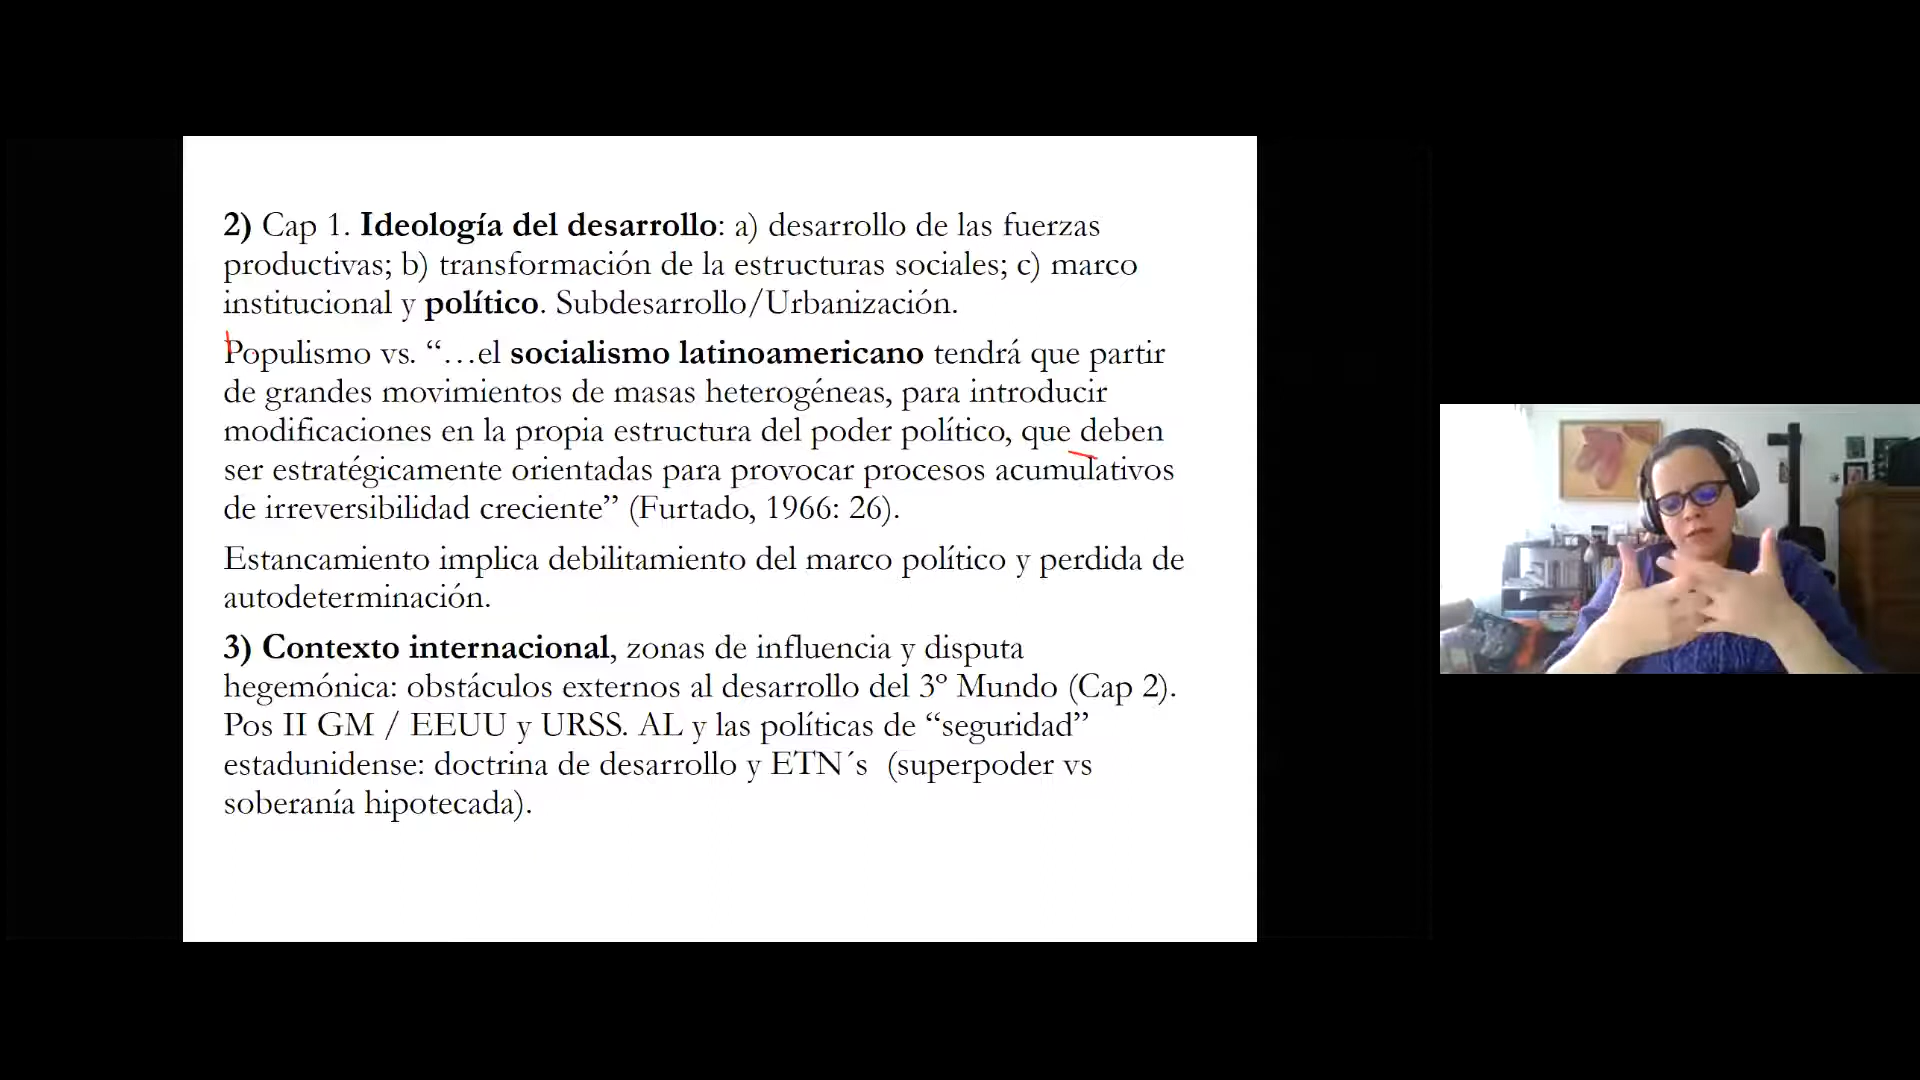 2) Cap 1. Ideología del desarrollo: a) desarrollo de las fuerzas
productivas; b) transformación de la estructuras sociales; c) marco
institucional y político. Subdesarrollo/Urbanización.
Populismo vs. “…el socialismo latinoamericano tendrá que partir
de grandes movimientos de masas heterogéneas, para introducir
modificaciones en la propia estructura del poder político, que deben
ser estratégicamente orientadas para provocar procesos acumulativos
de irreversibilidad creciente” (Furtado, 1966: 26).
Estancamiento implica debilitamiento del marco político y perdida de
autodeterminación.
3) Contexto internacional, zonas de influencia y disputa
hegemónica: obstáculos externos al desarrollo del 3º Mundo (Cap 2).
Pos II GM / EEUU y URSS. AL y las políticas de “seguridad”
estadunidense: doctrina de desarrollo y ETN´s  (superpoder vs
soberanía hipotecada).